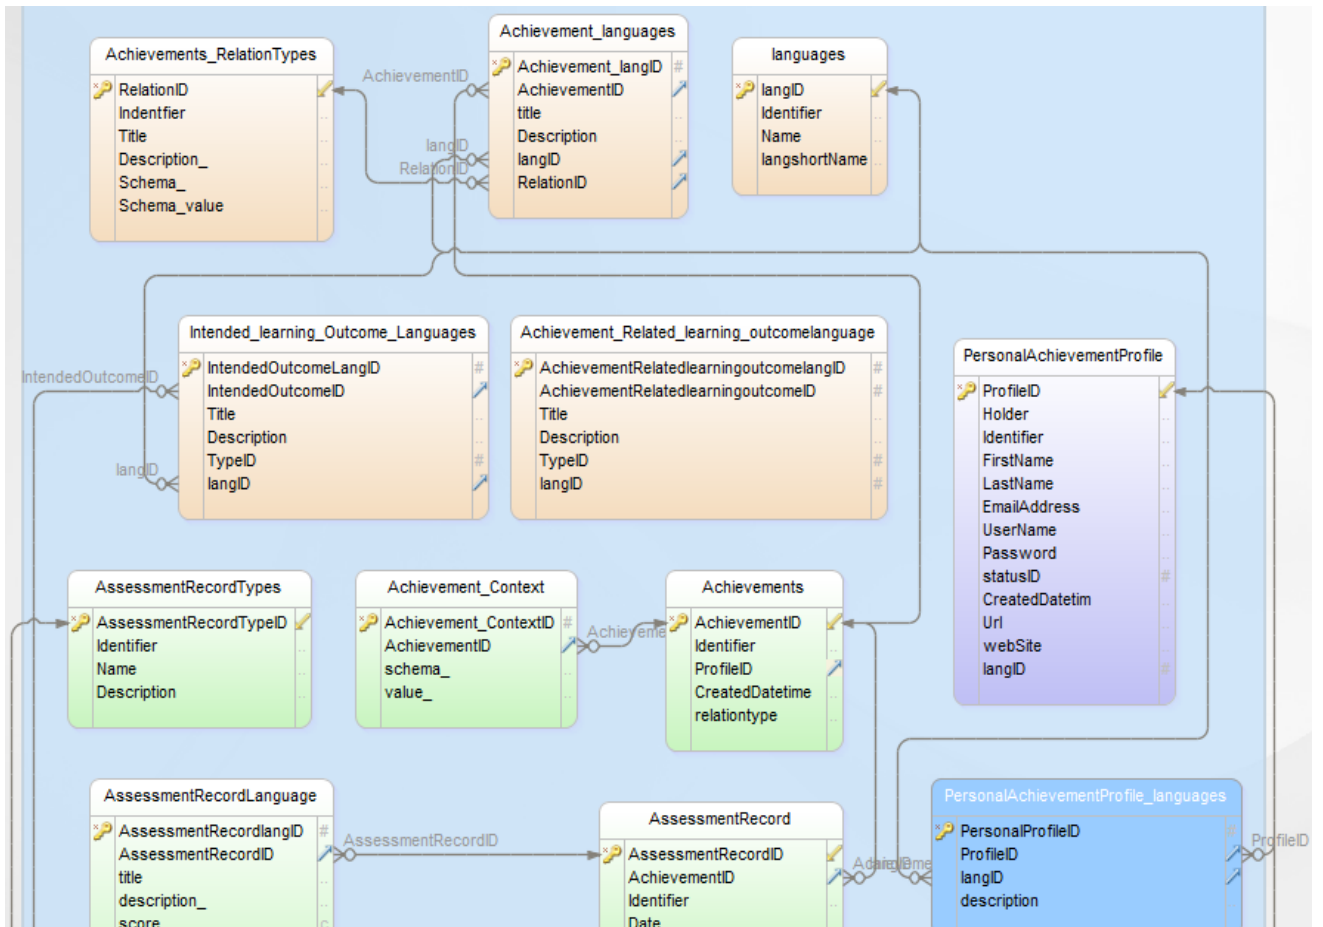 Achievements_RelationTypes
RelationID
Indentfier
Title
Description_
Schema_
Schema_value
AchievementID
langID
RelationID
Achievement_languages
Achievement_langID #
AchievementID
title
Description
langID
RelationID
languages
langID
Identifier
Name
langshortName
IntendedOutcomeID
langID
Intended_learning_Outcome_Languages
IntendedOutcomeLangID #
IntendedOutcomeID
Title
Description
TypeID #
langID
Achievement_Related_learning_outcomelanguage
AchievementRelatedlearningoutcomelangID #
AchievementRelatedlearningoutcomeID #
Title
Description
TypeID #
langID #
PersonalAchievementProfile
ProfileID
Holder
Identifier
FirstName
LastName
EmailAddress
UserName
Password
statusID #
CreatedDatetim
Url
webSite
langID #
AssessmentRecordTypes
AssessmentRecordTypeID
Identifier
Name
Description
Achievement_Context
Achievement_ContextID #
AchievementID
schema_
value_
Achieveme
Achievements
AchievementID
Identifier
ProfileID
CreatedDatetime
relationtype
AssessmentRecordLanguage
AssessmentRecordlangID #
AssessmentRecordID
title
description_
score
AssessmentRecordID
AssessmentRecord
AssessmentRecordID
AchievementID
Identifier
Date
PersonalAchievementProfile_languages
PersonalProfileID #
ProfileID
langID
description
ProfileID